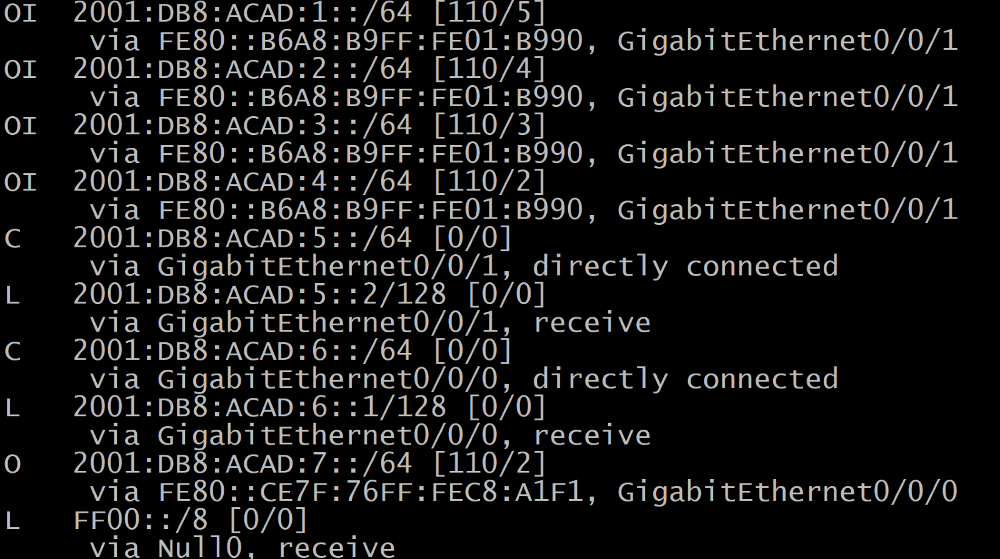 OI  2001:DB8:ACAD:1::/64 [110/5]
     via FE80::B6A8:B9FF:FE01:B990, GigabitEthernet0/0/1
OI  2001:DB8:ACAD:2::/64 [110/4]
     via FE80::B6A8:B9FF:FE01:B990, GigabitEthernet0/0/1
OI  2001:DB8:ACAD:3::/64 [110/3]
     via FE80::B6A8:B9FF:FE01:B990, GigabitEthernet0/0/1
OI  2001:DB8:ACAD:4::/64 [110/2]
     via FE80::B6A8:B9FF:FE01:B990, GigabitEthernet0/0/1
C   2001:DB8:ACAD:5::/64 [0/0]
     via GigabitEthernet0/0/1, directly connected
L   2001:DB8:ACAD:5::2/128 [0/0]
     via GigabitEthernet0/0/1, receive
C   2001:DB8:ACAD:6::/64 [0/0]
     via GigabitEthernet0/0/0, directly connected
L   2001:DB8:ACAD:6::1/128 [0/0]
     via GigabitEthernet0/0/0, receive
O   2001:DB8:ACAD:7::/64 [110/2]
     via FE80::CE7F:76FF:FEC8:A1F1, GigabitEthernet0/0/0
L   FF00::/8 [0/0]
     via Null0, receive